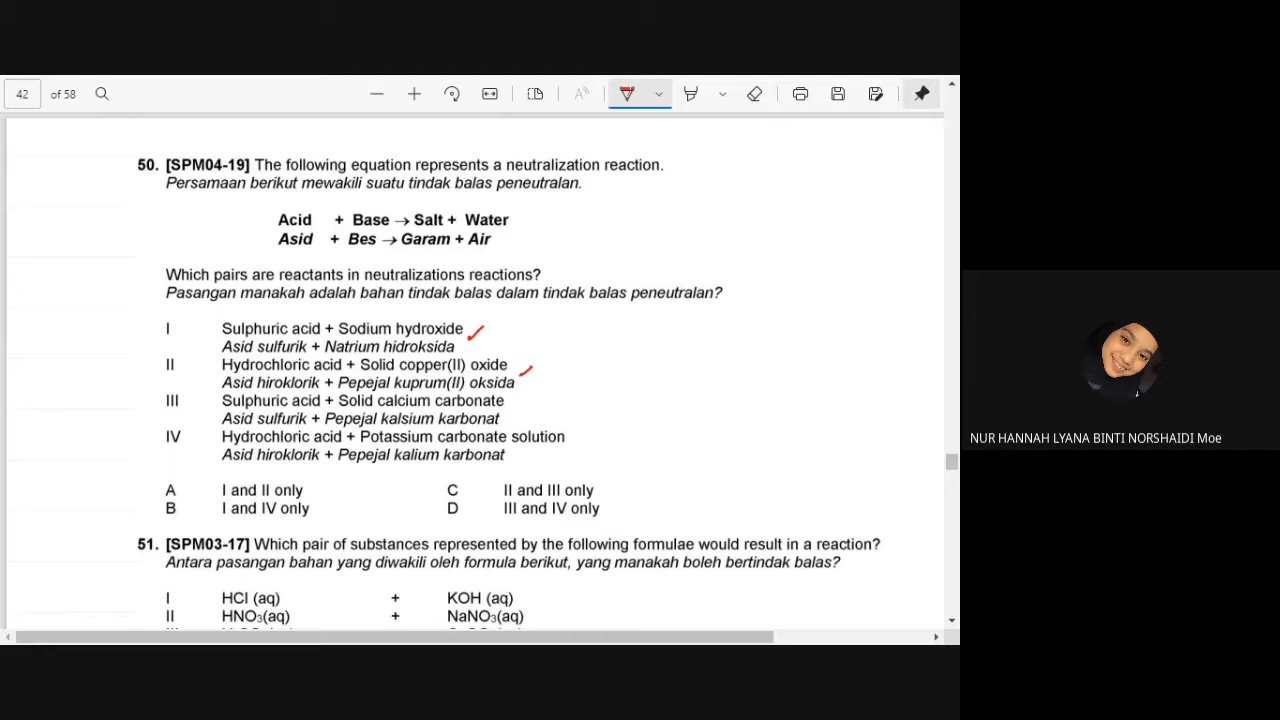 42 of 58
50. [SPM04-19] The following equation represents a neutralization reaction.
Persamaan berikut mewakili suatu tindak balas peneutralan.
Acid + Base → Salt + Water
Asid + Bes → Garam + Air
Which pairs are reactants in neutralizations reactions?
Pasangan manakah adalah bahan tindak balas dalam tindak balas peneutralan?
I Sulphuric acid + Sodium hydroxide
Asid sulfurik + Natrium hidroksida
II Hydrochloric acid + Solid copper(II) oxide
Asid hiroklorik + Pepejal kuprum(II) oksida
III Sulphuric acid + Solid calcium carbonate
Asid sulfurik + Pepejal kalsium karbonat
IV Hydrochloric acid + Potassium carbonate solution
Asid hiroklorik + Pepejal kalium karbonat
A I and II only C II and III only
B I and IV only D III and IV only
51. [SPM03-17] Which pair of substances represented by the following formulae would result in a reaction?
Antara pasangan bahan yang diwakili oleh formula berikut, yang manakah boleh bertindak balas?
I HCl (aq) + KOH (aq)
II HNO₃(aq) + NaNO₃(aq)
NUR HANNAH LYANA BINTI NORSHAIDI Moe